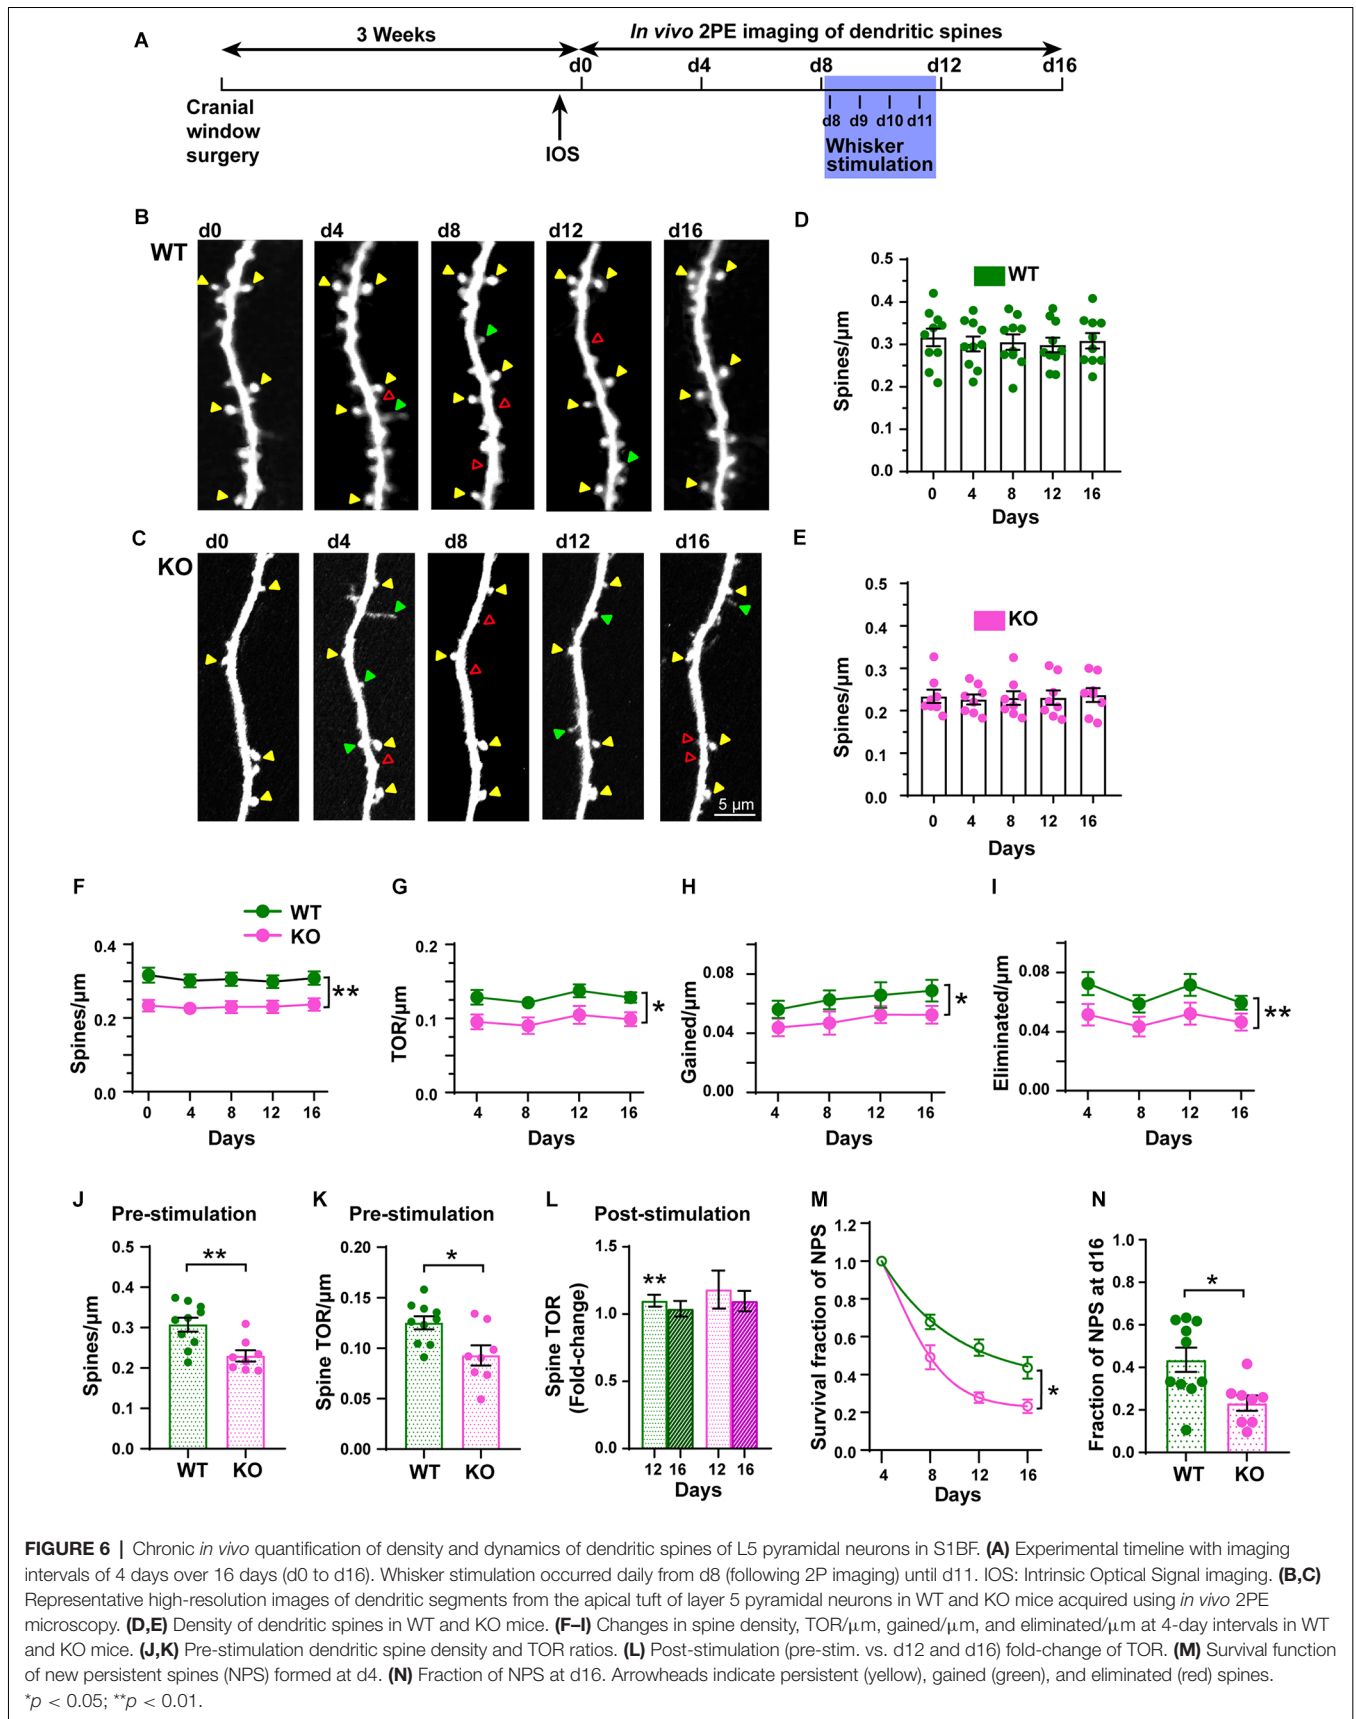 A
3 Weeks
In vivo 2PE imaging of dendritic spines
d0 d4 d8 d12 d16
Cranial
window
surgery
IOS
d8 d9 d10 d11
Whisker
stimulation
B
WT
d0 d4 d8 d12 d16
D
WT
Spines/µm
0.5
0.4
0.3
0.2
0.1
0.0
0 4 8 12 16
Days
C
KO
d0 d4 d8 d12 d16
5 µm
E
KO
Spines/µm
0.5
0.4
0.3
0.2
0.1
0.0
0 4 8 12 16
Days
F
WT
KO
Spines/µm
0.4
0.2
0.0
**
0 4 8 12 16
Days
G
TOR/µm
0.2
0.1
0.0
*
4 8 12 16
Days
H
Gained/µm
0.08
0.04
0.00
*
4 8 12 16
Days
I
Eliminated/µm
0.08
0.04
0.00
**
4 8 12 16
Days
J
Pre-stimulation
Spines/µm
0.5
0.4
0.3
0.2
0.1
0.0
**
WT KO
K
Pre-stimulation
Spine TOR/µm
0.20
0.15
0.10
0.05
0.00
*
WT KO
L
Post-stimulation
Spine TOR
(Fold-change)
1.5
1.0
0.5
0.0
**
12 16 12 16
Days
M
Survival fraction of NPS
1.2
1.0
0.8
0.6
0.4
0.2
0.0
*
4 8 12 16
Days
N
Fraction of NPS at d16
1.0
0.8
0.6
0.4
0.2
0.0
*
WT KO
FIGURE 6 | Chronic in vivo quantification of density and dynamics of dendritic spines of L5 pyramidal neurons in S1BF. (A) Experimental timeline with imaging
intervals of 4 days over 16 days (d0 to d16). Whisker stimulation occurred daily from d8 (following 2P imaging) until d11. IOS: Intrinsic Optical Signal imaging. (B,C)
Representative high-resolution images of dendritic segments from the apical tuft of layer 5 pyramidal neurons in WT and KO mice acquired using in vivo 2PE
microscopy. (D,E) Density of dendritic spines in WT and KO mice. (F–I) Changes in spine density, TOR/µm, gained/µm, and eliminated/µm at 4-day intervals in WT
and KO mice. (J,K) Pre-stimulation dendritic spine density and TOR ratios. (L) Post-stimulation (pre-stim. vs. d12 and d16) fold-change of TOR. (M) Survival function
of new persistent spines (NPS) formed at d4. (N) Fraction of NPS at d16. Arrowheads indicate persistent (yellow), gained (green), and eliminated (red) spines.
*p < 0.05; **p < 0.01.